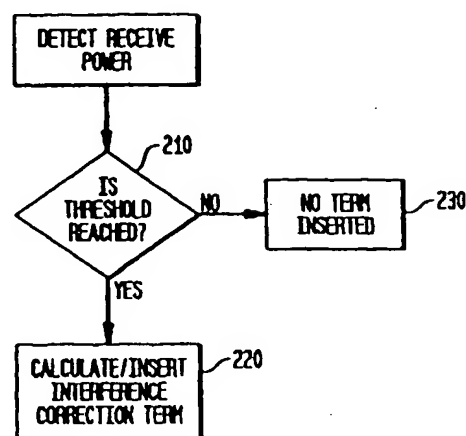 DETECT RECEIVE
POWER
210
IS
THRESHOLD
REACHED?
NO
NO TERM
INSERTED
230
YES
CALCULATE/INSERT
INTERFERENCE
CORRECTION TERM
220